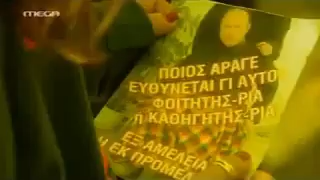 MEGA
ΠΟΙΟΣ ΑΡΑΓΕ
ΕΥΘΥΝΕΤΑΙ ΓΙ ΑΥΤΟ
ΦΟΙΤΗΤΗΣ-ΡΙΑ
Η ΚΑΘΗΓΗΤΗΣ-ΡΙΑ
ΕΞ ΑΜΕΛΕΙΑ
Η ΕΚ ΠΡΟΜΕΛ